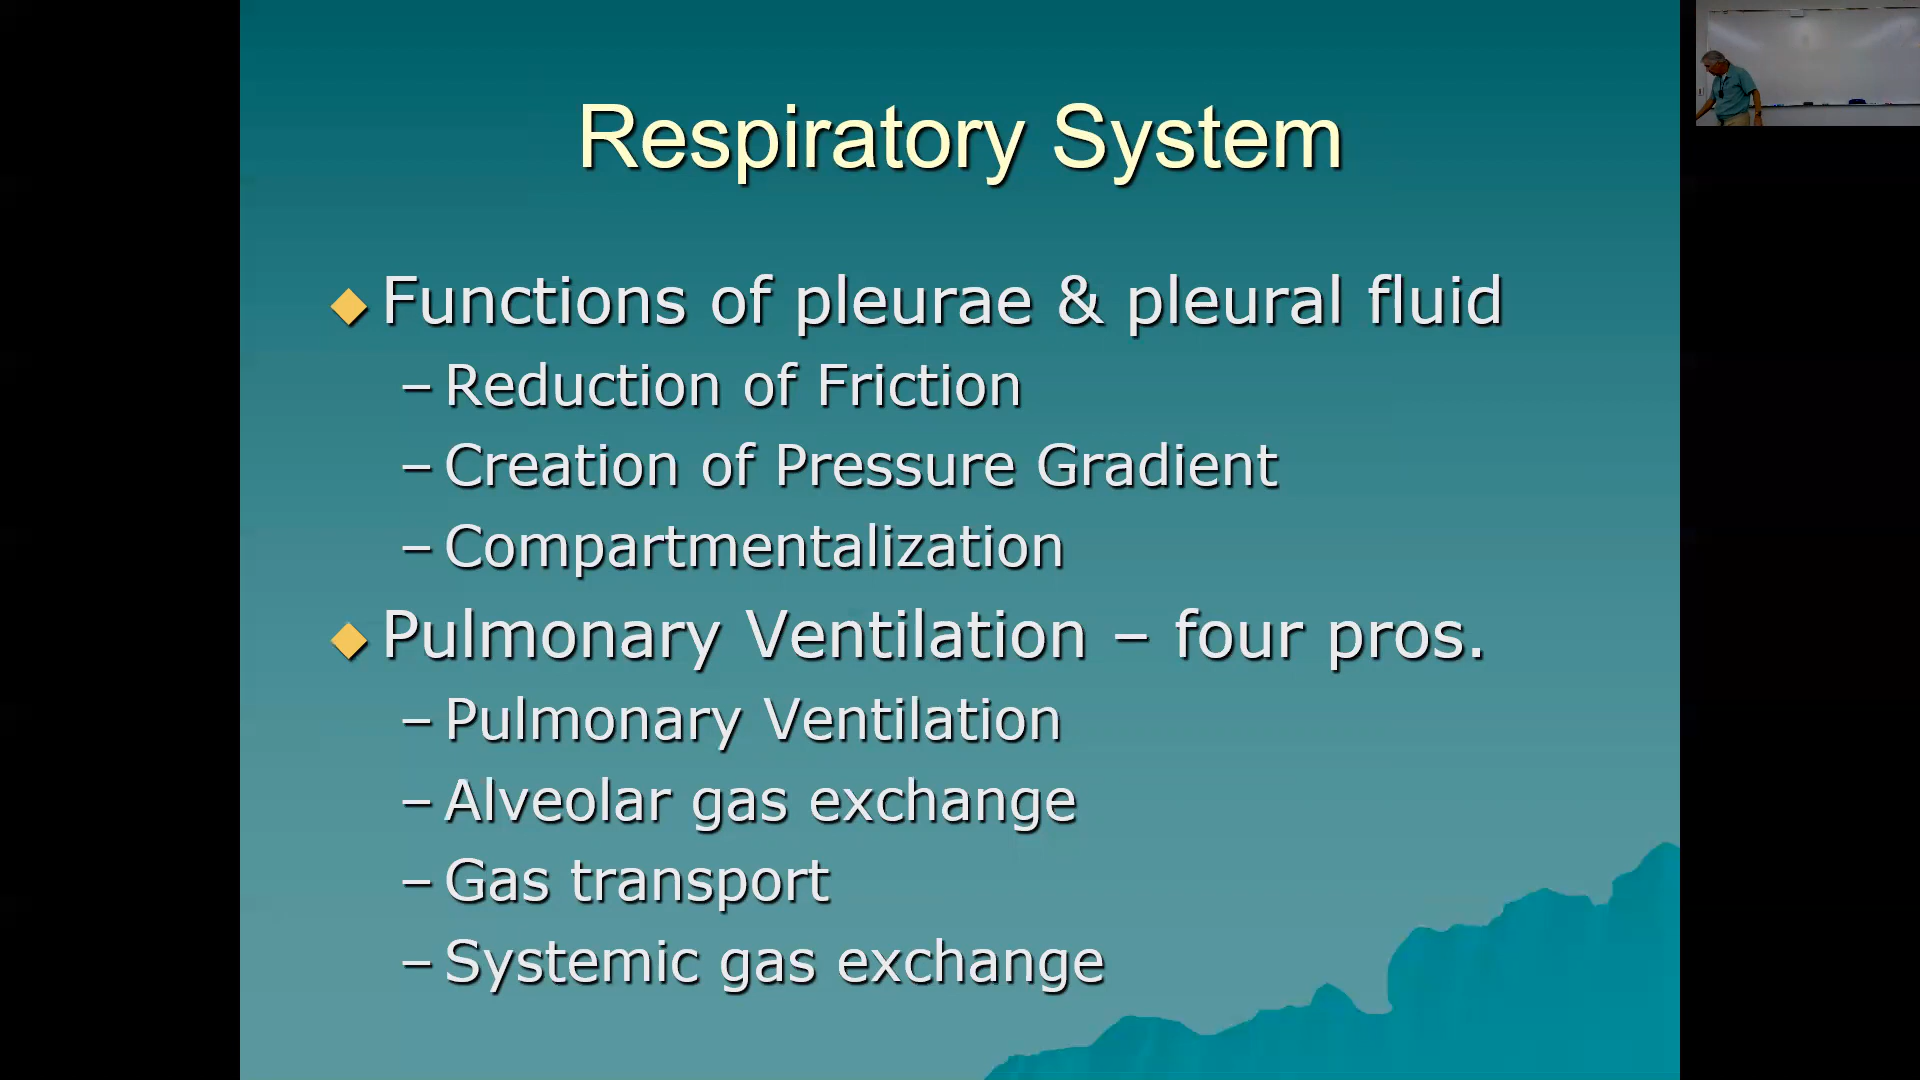 Respiratory System
Functions of pleurae & pleural fluid
– Reduction of Friction
– Creation of Pressure Gradient
– Compartmentalization
Pulmonary Ventilation – four pros.
– Pulmonary Ventilation
– Alveolar gas exchange
– Gas transport
– Systemic gas exchange